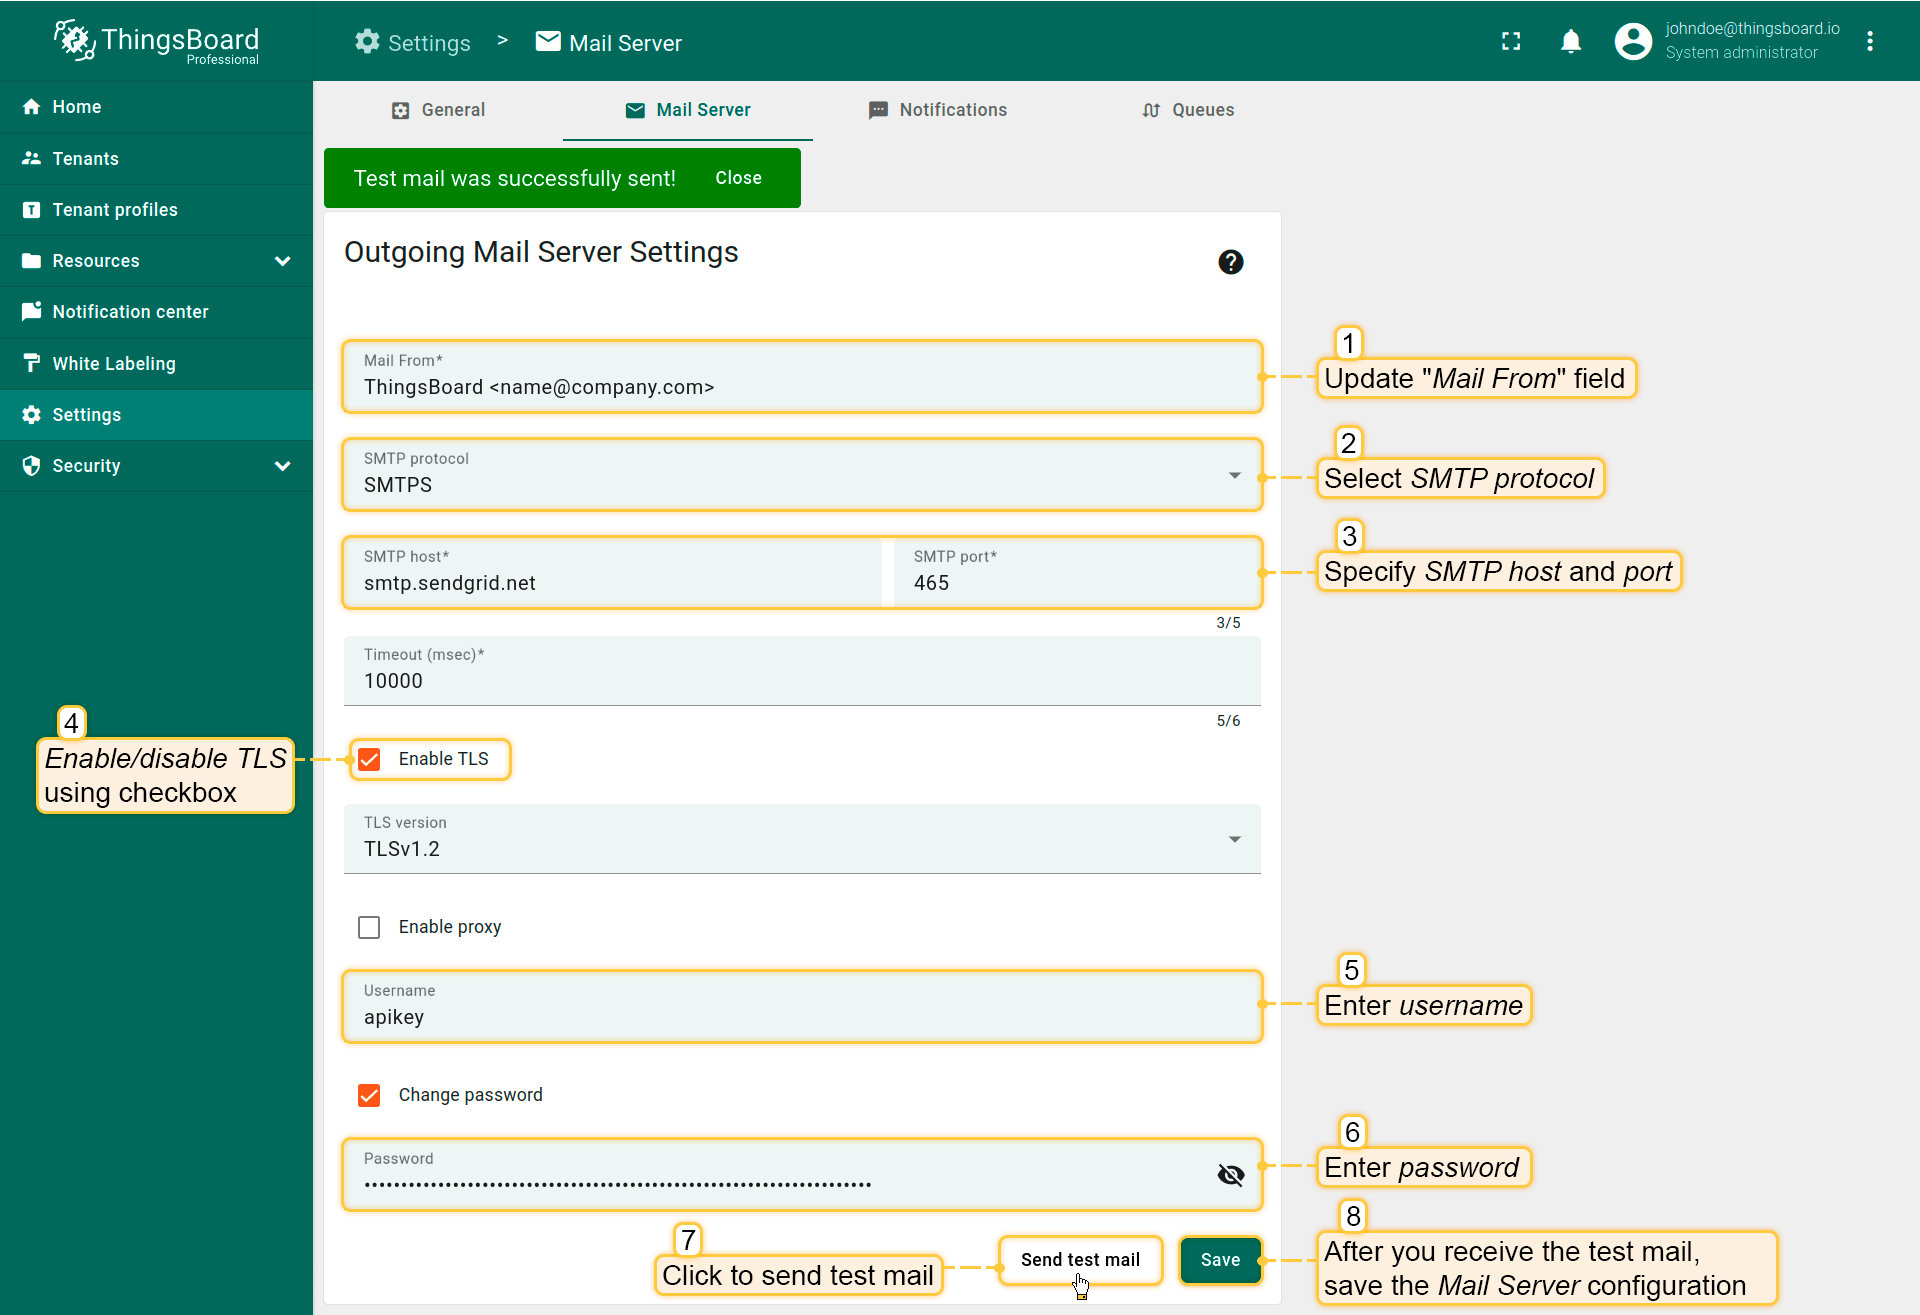 ThingsBoard
Professional
Settings > Mail Server
johndoe@thingsboard.io
System administrator
Home
Tenants
Tenant profiles
Resources
Notification center
White Labeling
Settings
Security
General
Mail Server
Notifications
Queues
Test mail was successfully sent! Close
Outgoing Mail Server Settings
Mail From*
ThingsBoard <name@company.com>
1
Update "Mail From" field
SMTP protocol
SMTPS
2
Select SMTP protocol
SMTP host*
smtp.sendgrid.net
SMTP port*
465
3/5
3
Specify SMTP host and port
Timeout (msec)*
10000
5/6
4
Enable/disable TLS
using checkbox
Enable TLS
TLS version
TLSv1.2
Enable proxy
Username
apikey
5
Enter username
Change password
Password
6
Enter password
7
Click to send test mail
Send test mail
Save
8
After you receive the test mail,
save the Mail Server configuration